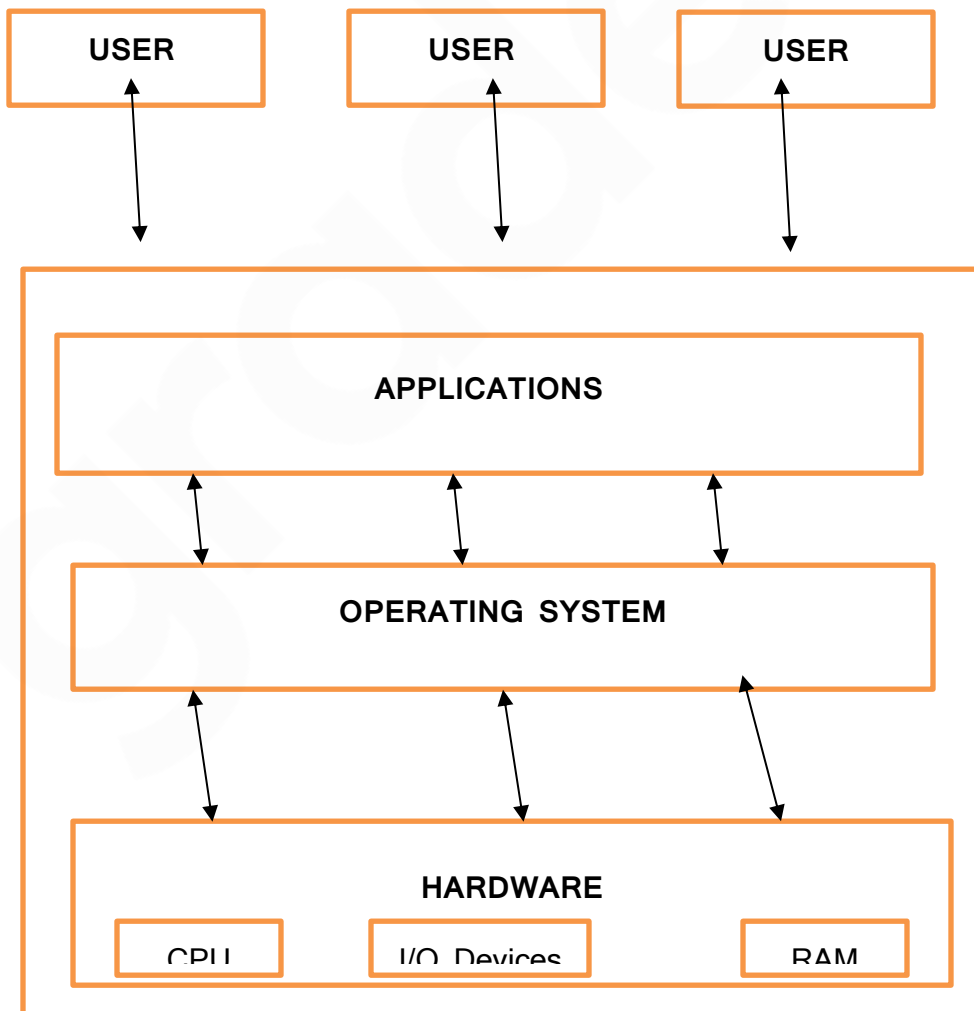 USER USER USER
APPLICATIONS
OPERATING SYSTEM
HARDWARE
CPU I/O Devices RAM